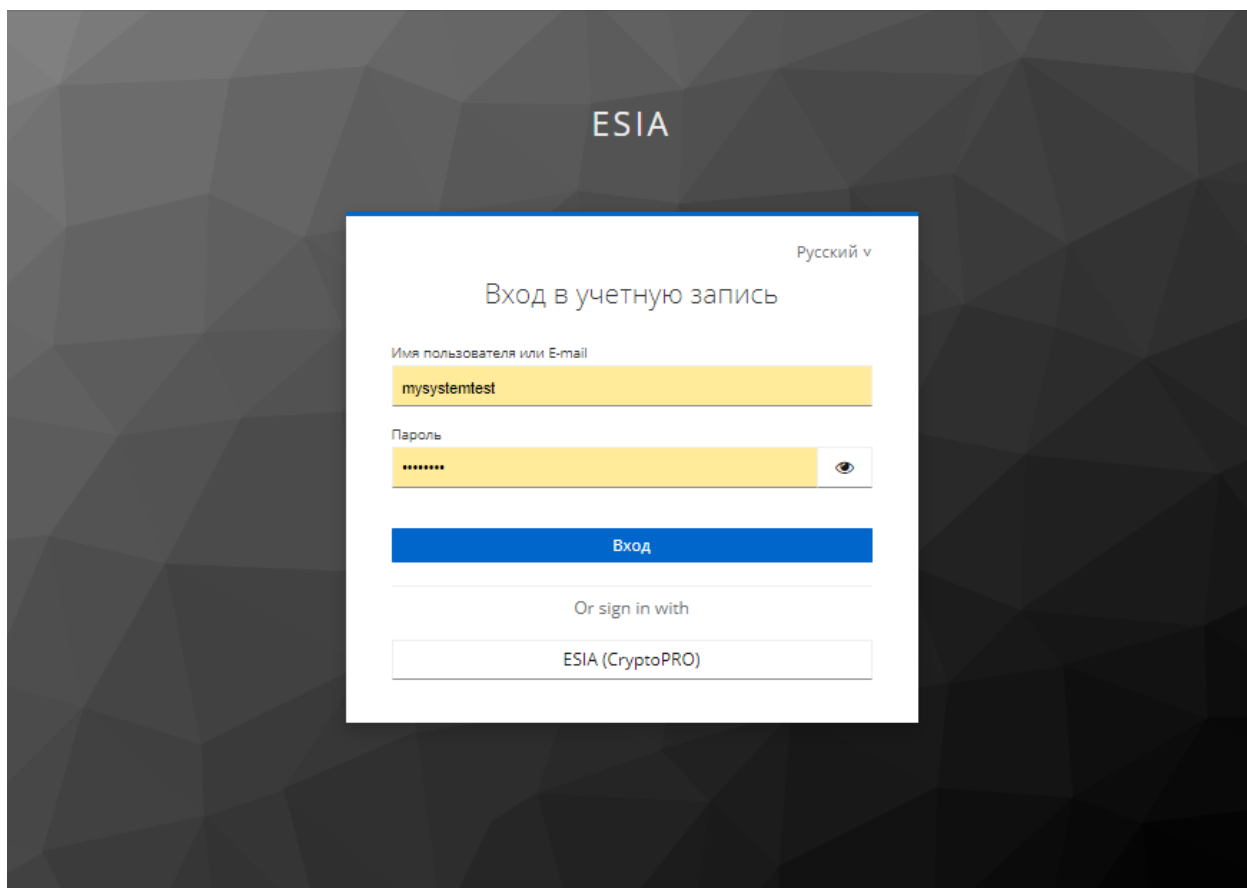 ESIA
Русский v
Вход в учетную запись
Имя пользователя или E-mail
mysystemtest
Пароль
••••••••
Вход
Or sign in with
ESIA (CryptoPRO)